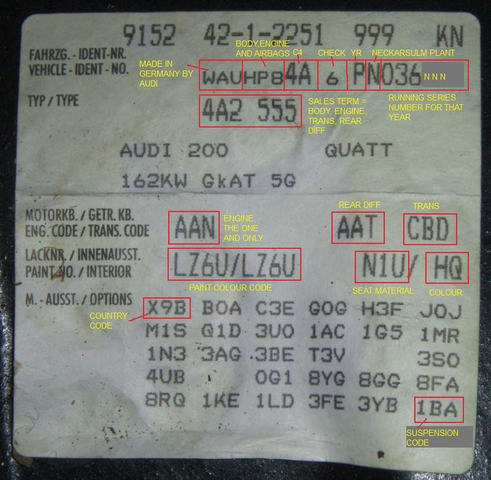 9152 42-1-2251 999 KN
BODY,ENGINE AND AIRBAGS C4 CHECK YR NECKARSULM PLANT
FAHRZG. - IDENT-NR.
VEHICLE - IDENT - NO.
MADE IN GERMANY BY AUDI
WAUHP84A 6 PN036 N N N
TYP / TYPE
4A2 555
SALES TERM = BODY, ENGINE, TRANS, REAR DIFF
RUNNING SERIES NUMBER FOR THAT YEAR
AUDI 200 QUATT
162KW GkAT 5G
REAR DIFF TRANS
MOTORKB. / GETR. KB.
ENG. CODE / TRANS. CODE
AAN AAT CBD
ENGINE, THE ONE AND ONLY
LACKNR. / INNENAUSST.
PAINT NO. / INTERIOR
LZ6U/LZ6U N1U/ HQ
PAINT COLOUR CODE SEAT MATERIAL COLOUR
M. - AUSST. / OPTIONS
COUNTRY CODE
X9B B0A C3E G0G H3F J0J
M1S Q1D 3U0 1AC 1G5 1MR
1N3 3AG 3BE T3V 3S0
4UB 0G1 8YG 8GG 8FA
8RQ 1KE 1LD 3FE 3YB 1BA
SUSPENSION CODE